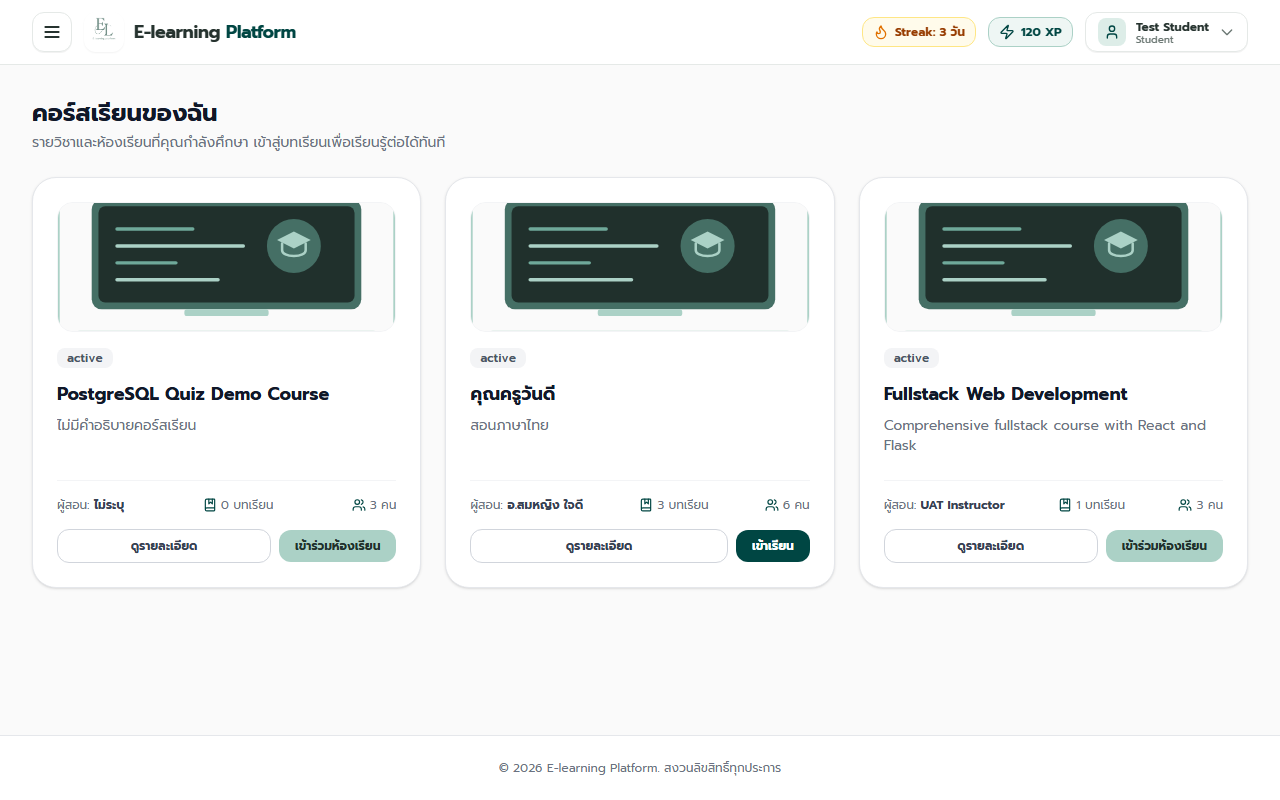 EL
E-learning Platform
Streak: 3 วัน
120 XP
Test Student
Student
คอร์สเรียนของฉัน
รายวิชาและห้องเรียนที่คุณกำลังศึกษา เข้าสู่บทเรียนเพื่อเรียนรู้ต่อได้ทันที
active
PostgreSQL Quiz Demo Course
ไม่มีคำอธิบายคอร์สเรียน
ผู้สอน: ไม่ระบุ
0 บทเรียน
3 คน
ดูรายละเอียด
เข้าร่วมห้องเรียน
active
คุณครูวันดี
สอนภาษาไทย
ผู้สอน: อ.สมหญิง ใจดี
3 บทเรียน
6 คน
ดูรายละเอียด
เข้าเรียน
active
Fullstack Web Development
Comprehensive fullstack course with React and
Flask
ผู้สอน: UAT Instructor
1 บทเรียน
3 คน
ดูรายละเอียด
เข้าร่วมห้องเรียน
© 2026 E-learning Platform. สงวนลิขสิทธิ์ทุกประการ